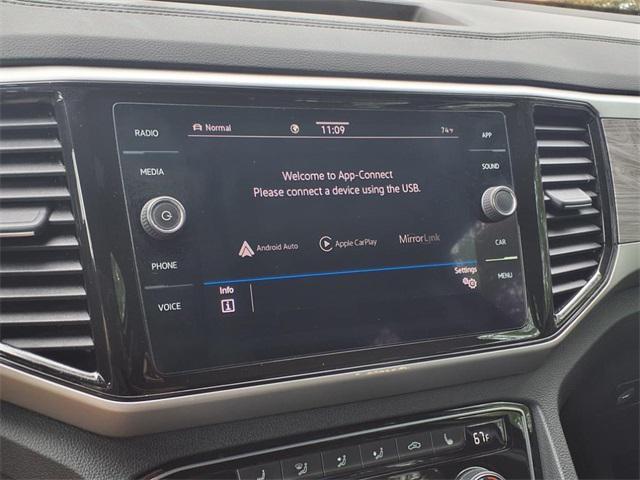 RADIO
MEDIA
PHONE
VOICE
Normal
11:09
74°F
Welcome to App-Connect
Please connect a device using the USB.
Android Auto
Apple CarPlay
MirrorLink
Info
Settings
APP
SOUND
CAR
MENU
67°F